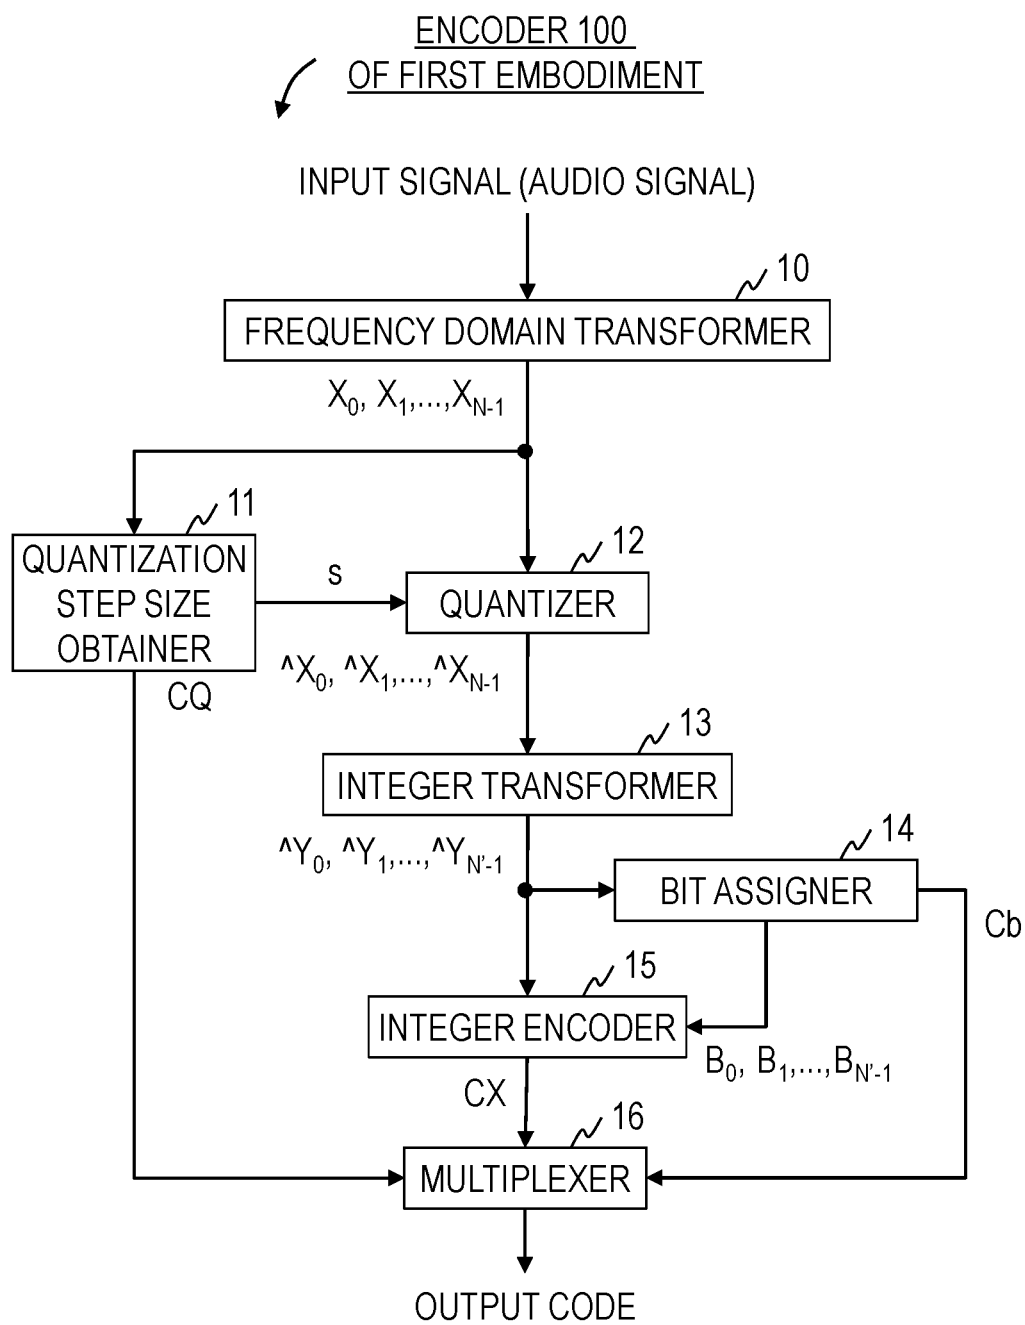 ENCODER 100
OF FIRST EMBODIMENT
INPUT SIGNAL (AUDIO SIGNAL)
10
FREQUENCY DOMAIN TRANSFORMER
X0, X1,...,XN-1
11
QUANTIZATION
STEP SIZE
OBTAINER
s
12
QUANTIZER
CQ
^X0, ^X1,...,^XN-1
13
INTEGER TRANSFORMER
^Y0, ^Y1,...,^YN'-1
14
BIT ASSIGNER
Cb
15
INTEGER ENCODER
B0, B1,...,BN'-1
CX
16
MULTIPLEXER
OUTPUT CODE